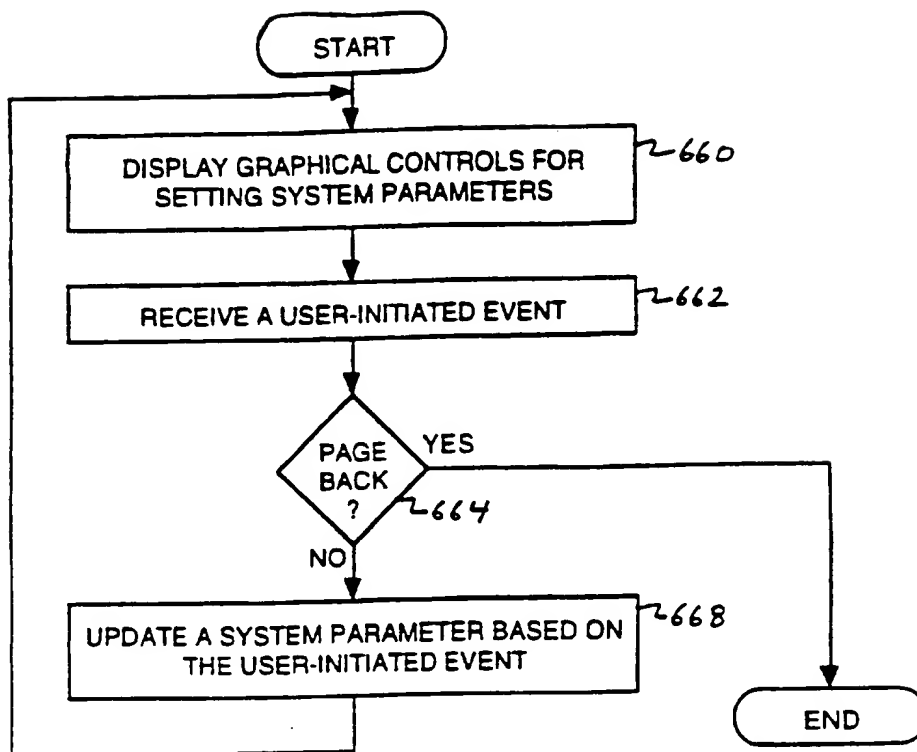 START
DISPLAY GRAPHICAL CONTROLS FOR
SETTING SYSTEM PARAMETERS
660
RECEIVE A USER-INITIATED EVENT
662
PAGE
BACK
?
YES
664
NO
UPDATE A SYSTEM PARAMETER BASED ON
THE USER-INITIATED EVENT
668
END